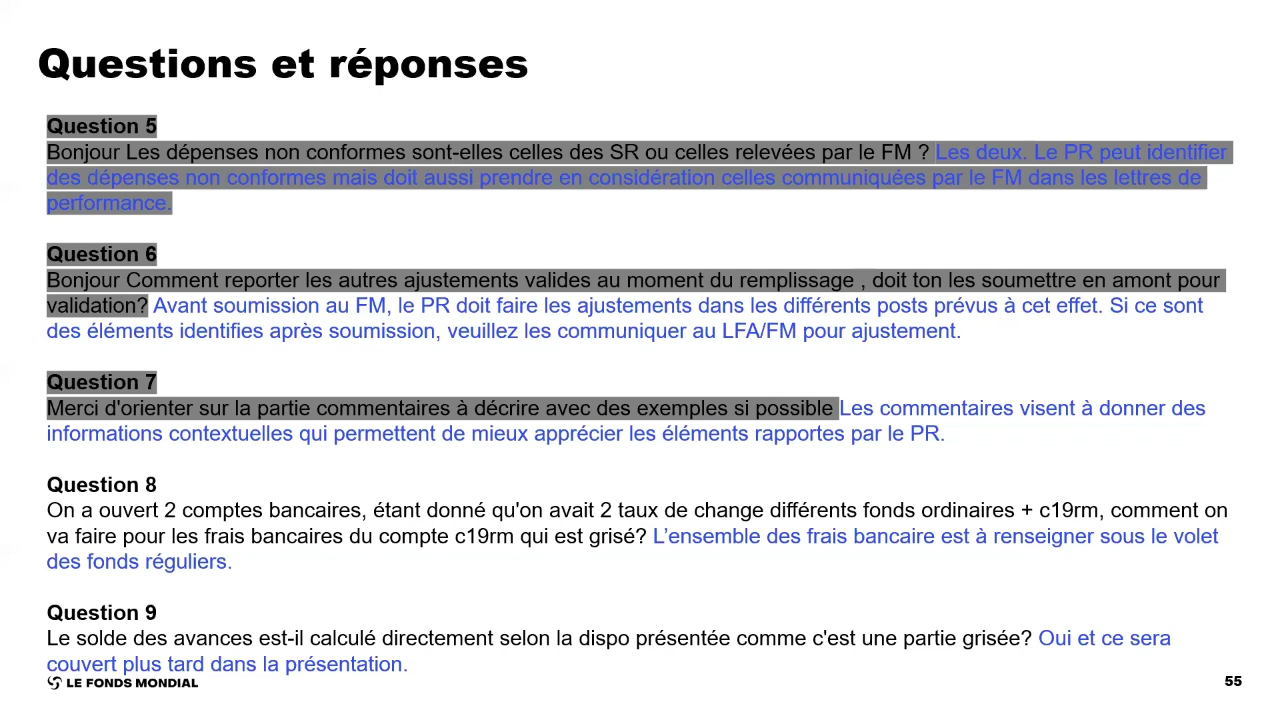 Questions et réponses
Question 5
Bonjour Les dépenses non conformes sont-elles celles des SR ou celles relevées par le FM ? Les deux. Le PR peut identifier
des dépenses non conformes mais doit aussi prendre en considération celles communiquées par le FM dans les lettres de
performance.
Question 6
Bonjour Comment reporter les autres ajustements valides au moment du remplissage , doit ton les soumettre en amont pour
validation? Avant soumission au FM, le PR doit faire les ajustements dans les différents posts prévus à cet effet. Si ce sont
des éléments identifies après soumission, veuillez les communiquer au LFA/FM pour ajustement.
Question 7
Merci d'orienter sur la partie commentaires à décrire avec des exemples si possible Les commentaires visent à donner des
informations contextuelles qui permettent de mieux apprécier les éléments rapportes par le PR.
Question 8
On a ouvert 2 comptes bancaires, étant donné qu'on avait 2 taux de change différents fonds ordinaires + c19rm, comment on
va faire pour les frais bancaires du compte c19rm qui est grisé? L’ensemble des frais bancaire est à renseigner sous le volet
des fonds réguliers.
Question 9
Le solde des avances est-il calculé directement selon la dispo présentée comme c'est une partie grisée? Oui et ce sera
couvert plus tard dans la présentation.
LE FONDS MONDIAL
55